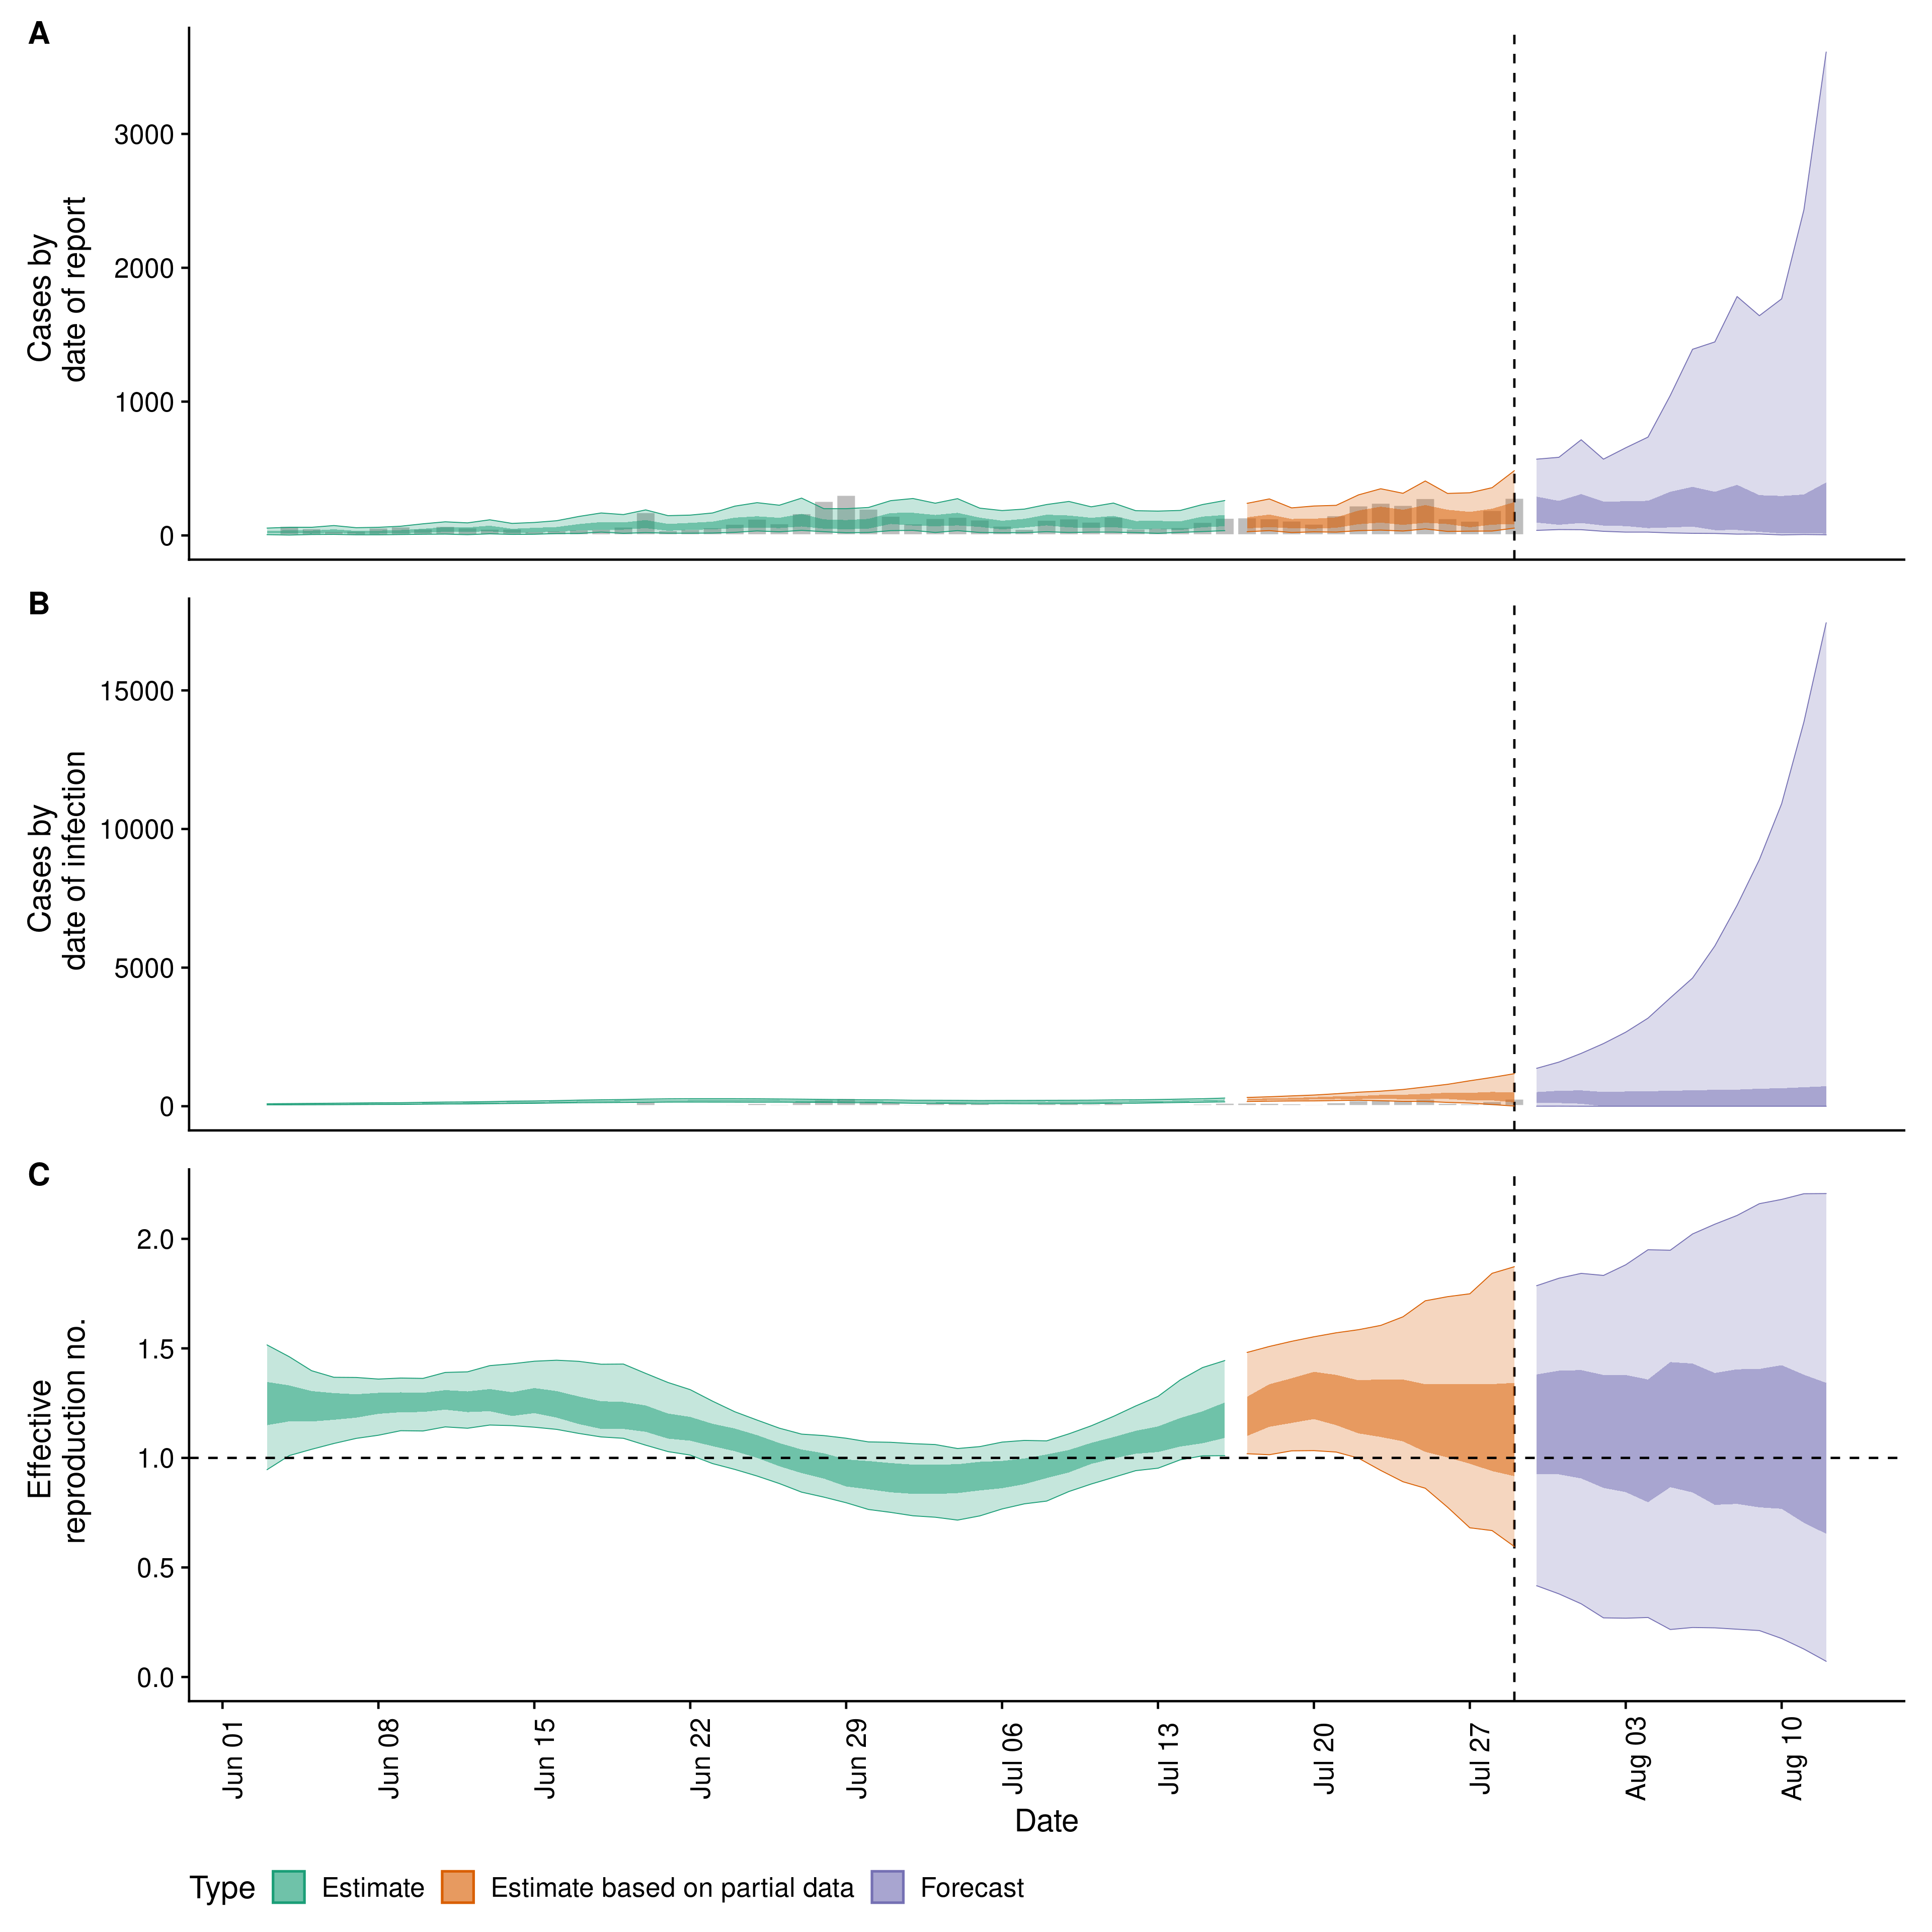 A
Cases by
date of report
3000
2000
1000
0
B
Cases by
date of infection
15000
10000
5000
0
C
Effective
reproduction no.
2.0
1.5
1.0
0.5
0.0
Jun 01
Jun 08
Jun 15
Jun 22
Jun 29
Jul 06
Jul 13
Jul 20
Jul 27
Aug 03
Aug 10
Date
Type Estimate Estimate based on partial data Forecast